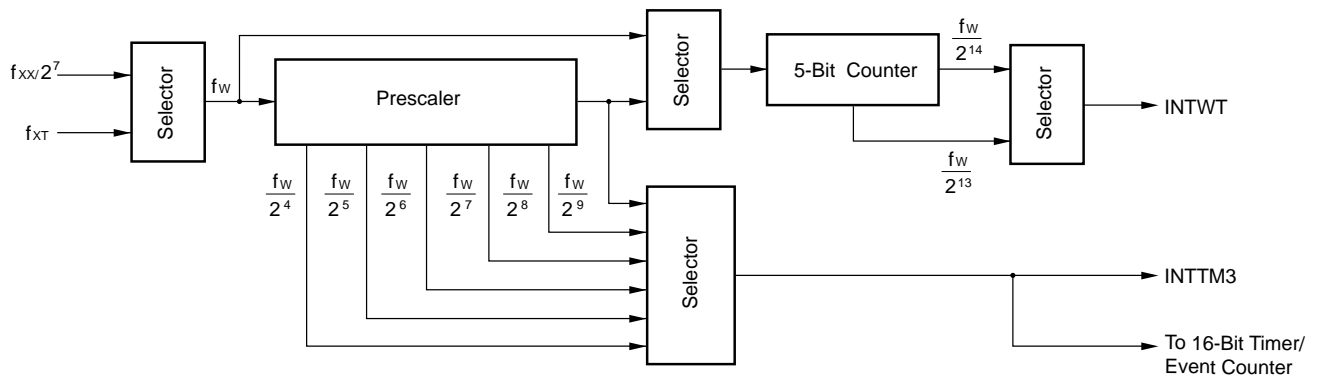 fXX/2^7
fXT
Selector
fW
Prescaler
fW/2^4
fW/2^5
fW/2^6
fW/2^7
fW/2^8
fW/2^9
Selector
5-Bit Counter
fW/2^14
fW/2^13
Selector
INTWT
Selector
INTTM3
To 16-Bit Timer/
Event Counter